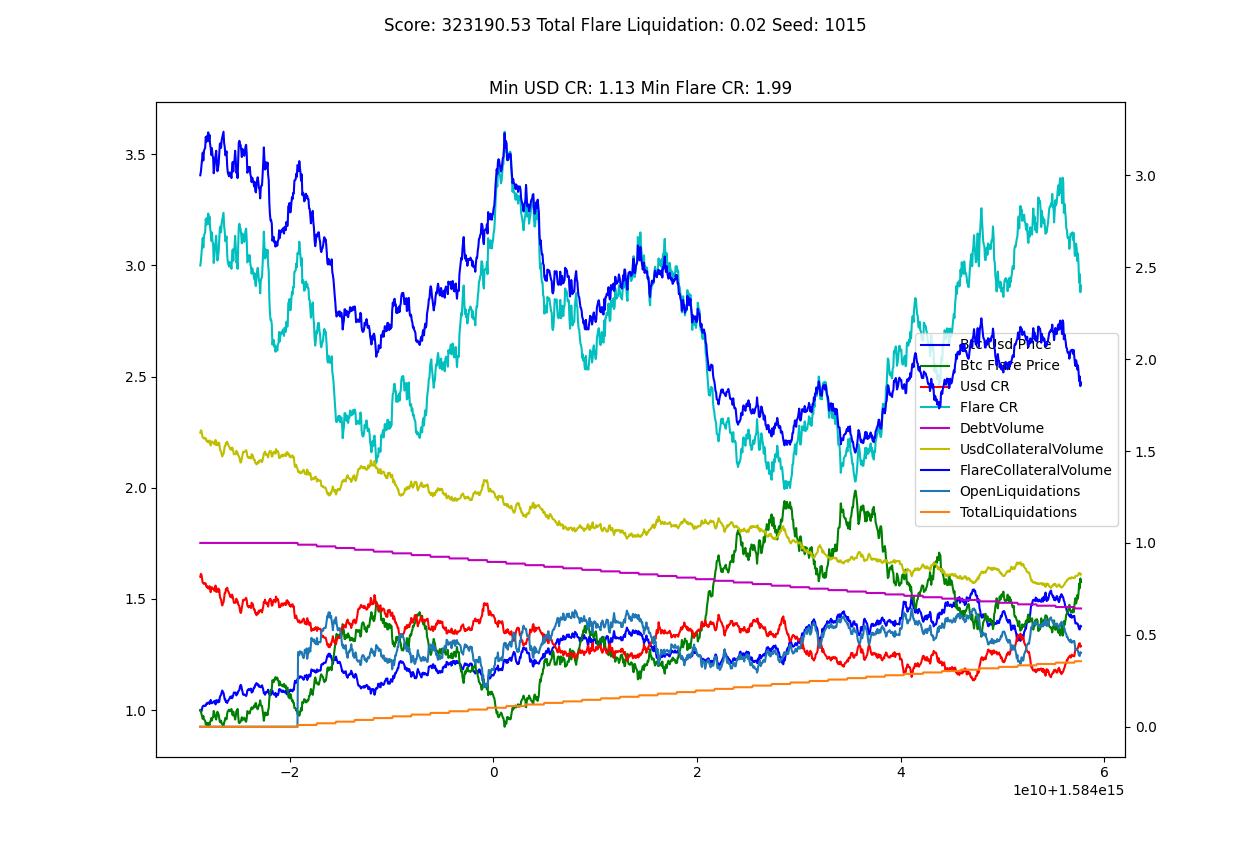 Score: 323190.53 Total Flare Liquidation: 0.02 Seed: 1015
Min USD CR: 1.13 Min Flare CR: 1.99
3.5
3.0
2.5
2.0
1.5
1.0
3.0
2.5
2.0
1.5
1.0
0.5
0.0
Btc Usd Price
Btc Flare Price
Usd CR
Flare CR
DebtVolume
UsdCollateralVolume
FlareCollateralVolume
OpenLiquidations
TotalLiquidations
−2 0 2 4 6
1e10+1.584e15